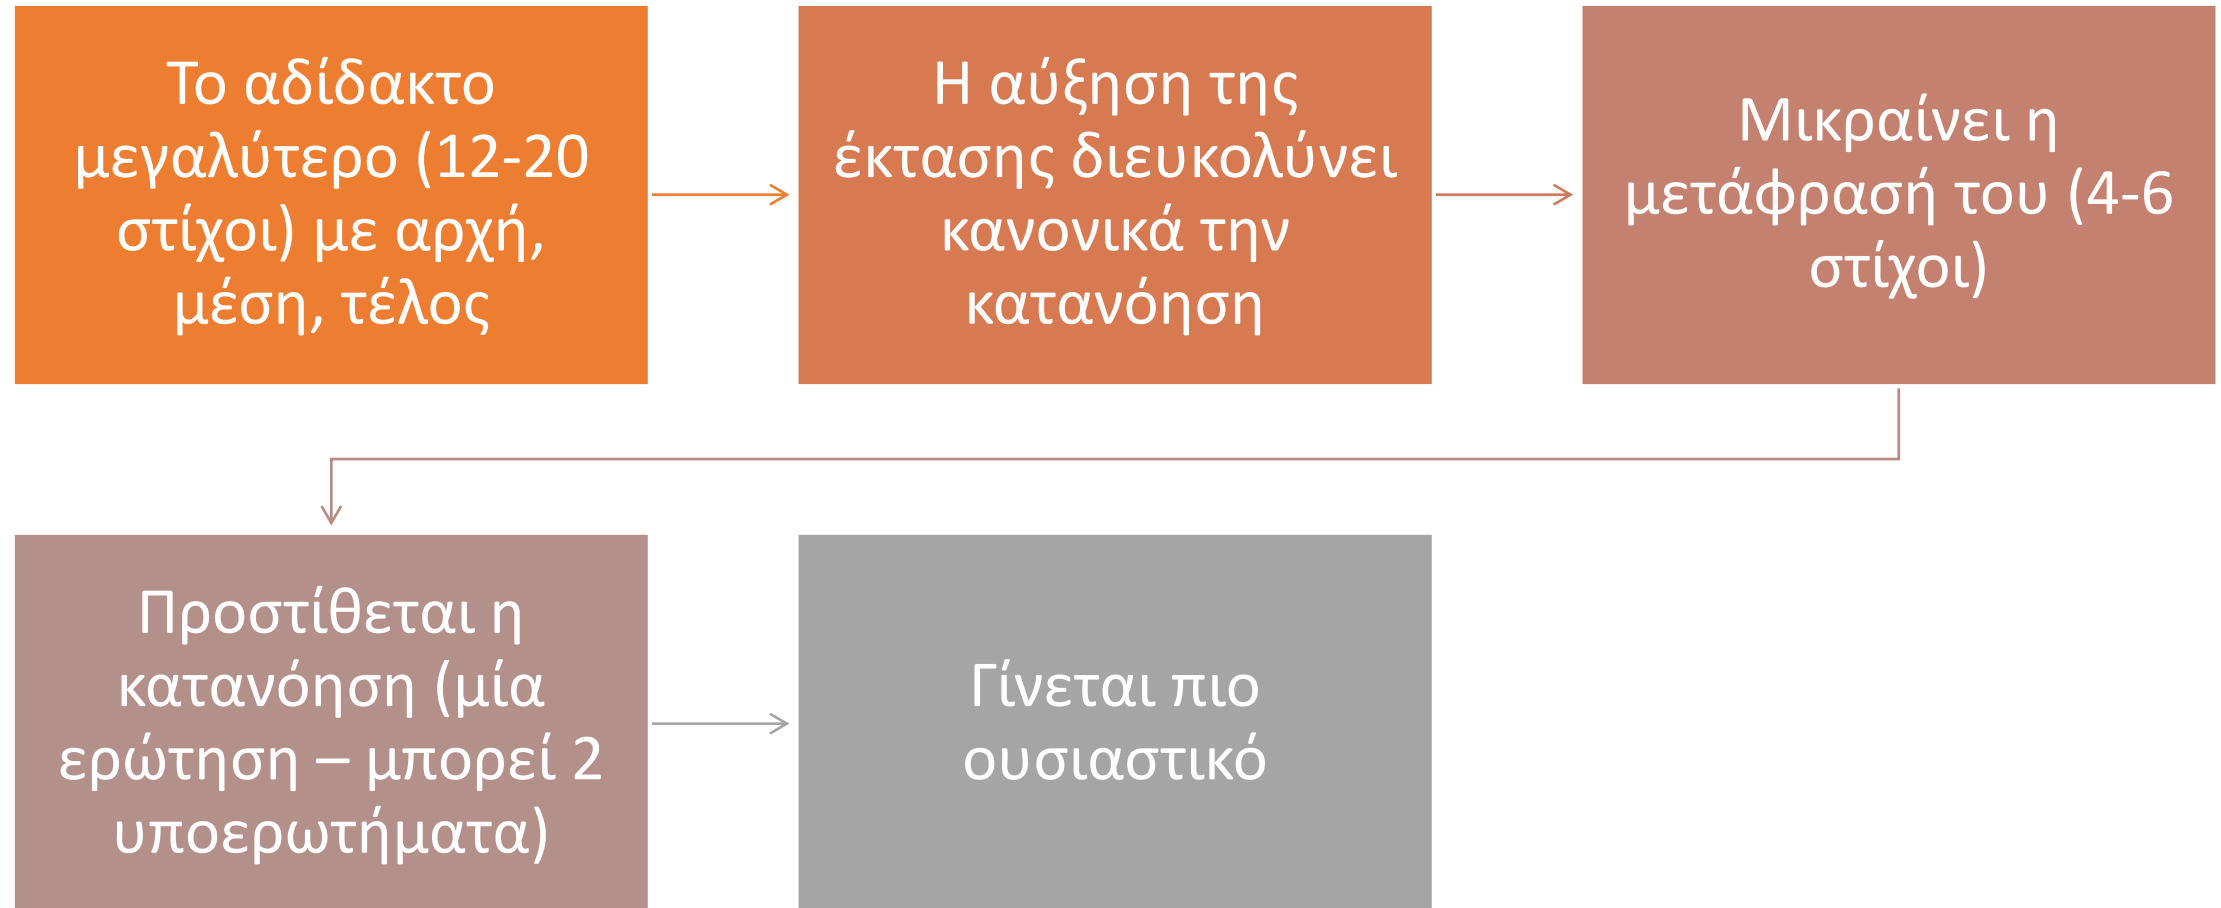 Το αδίδακτο
μεγαλύτερο (12-20
στίχοι) με αρχή,
μέση, τέλος
Η αύξηση της
έκτασης διευκολύνει
κανονικά την
κατανόηση
Μικραίνει η
μετάφρασή του (4-6
στίχοι)
Προστίθεται η
κατανόηση (μία
ερώτηση – μπορεί 2
υποερωτήματα)
Γίνεται πιο
ουσιαστικό